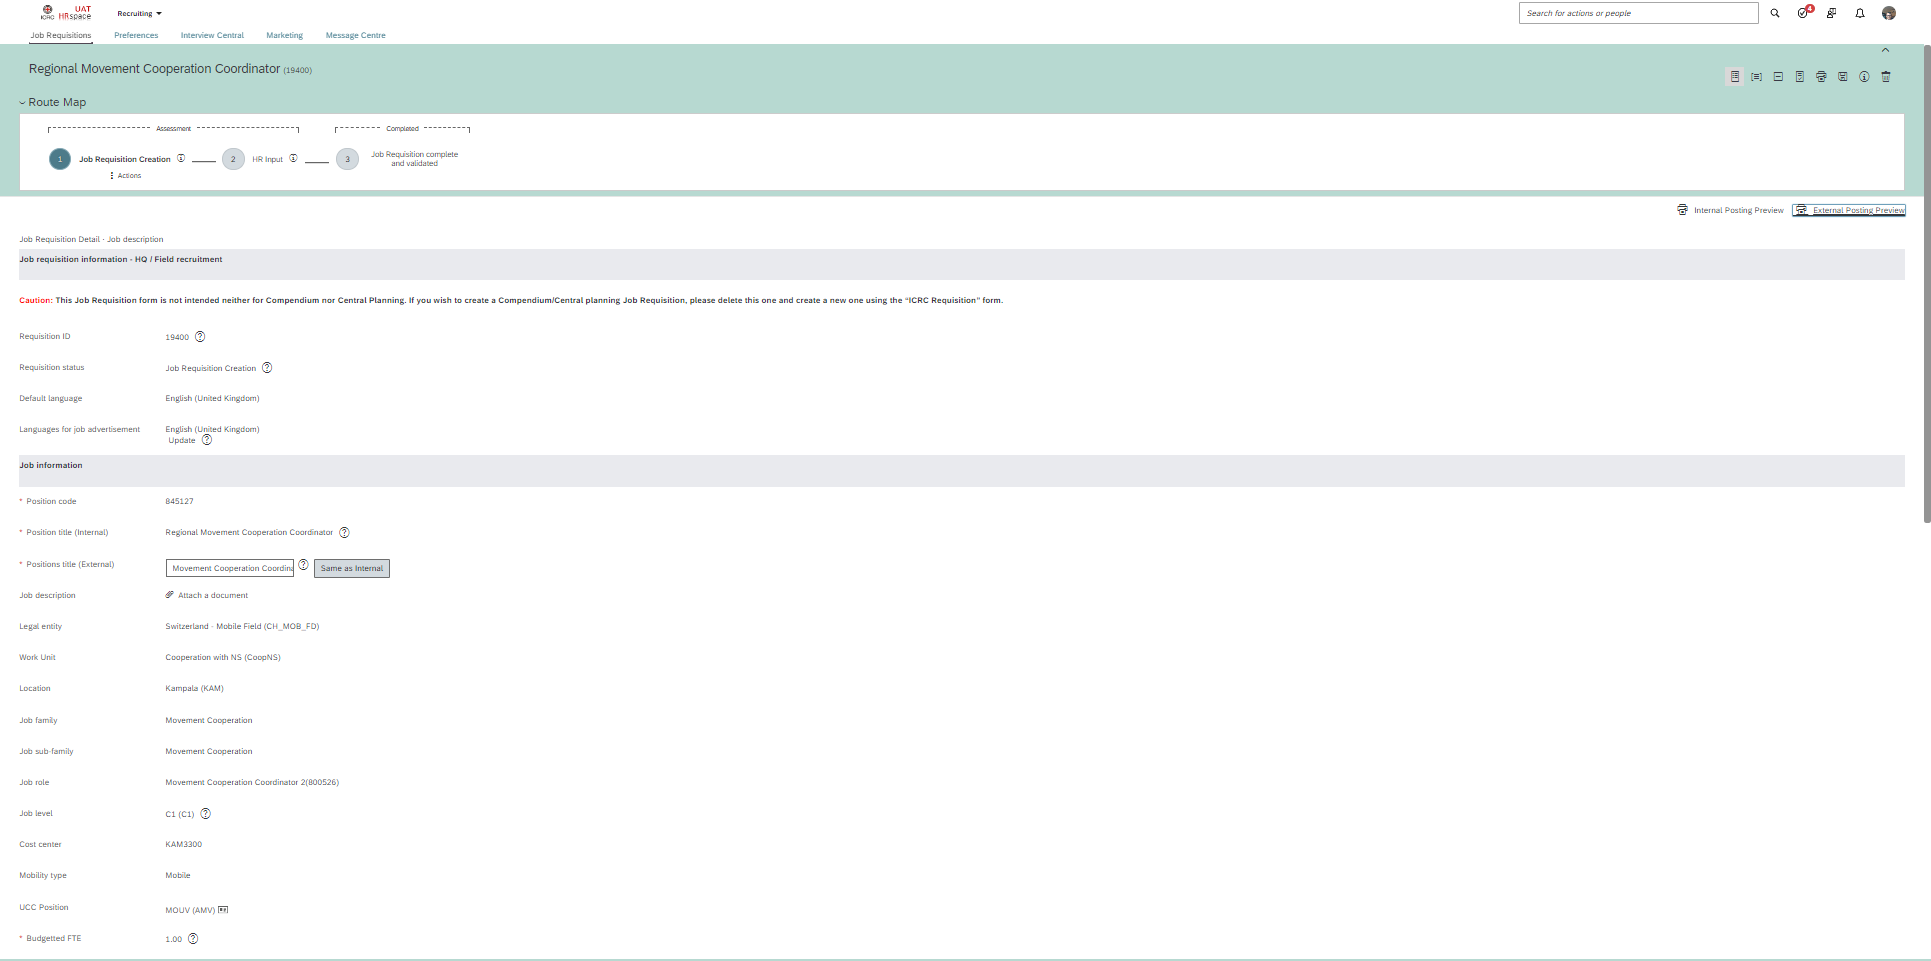 ICRC
UAT
HRspace
Recruiting
Search for actions or people
4
Job Requisitions
Preferences
Interview Central
Marketing
Message Centre
Regional Movement Cooperation Coordinator (19400)
Route Map
Assessment
Completed
1
Job Requisition Creation
2
HR Input
3
Job Requisition complete
and validated
Actions
Internal Posting Preview
External Posting Preview
Job Requisition Detail - Job description
Job requisition information - HQ / Field recruitment
Caution: This Job Requisition form is not intended neither for Compendium nor Central Planning. If you wish to create a Compendium/Central planning Job Requisition, please delete this one and create a new one using the "ICRC Requisition" form.
Requisition ID
19400
Requisition status
Job Requisition Creation
Default language
English (United Kingdom)
Languages for job advertisement
English (United Kingdom)
Update
Job information
* Position code
845127
* Position title (Internal)
Regional Movement Cooperation Coordinator
* Positions title (External)
Movement Cooperation Coordina
Same as Internal
Job description
Attach a document
Legal entity
Switzerland - Mobile Field (CH_MOB_FD)
Work Unit
Cooperation with NS (CoopNS)
Location
Kampala (KAM)
Job family
Movement Cooperation
Job sub-family
Movement Cooperation
Job role
Movement Cooperation Coordinator 2(800526)
Job level
C1 (C1)
Cost center
KAM3300
Mobility type
Mobile
UCC Position
MOUV (AMV)
* Budgetted FTE
1.00